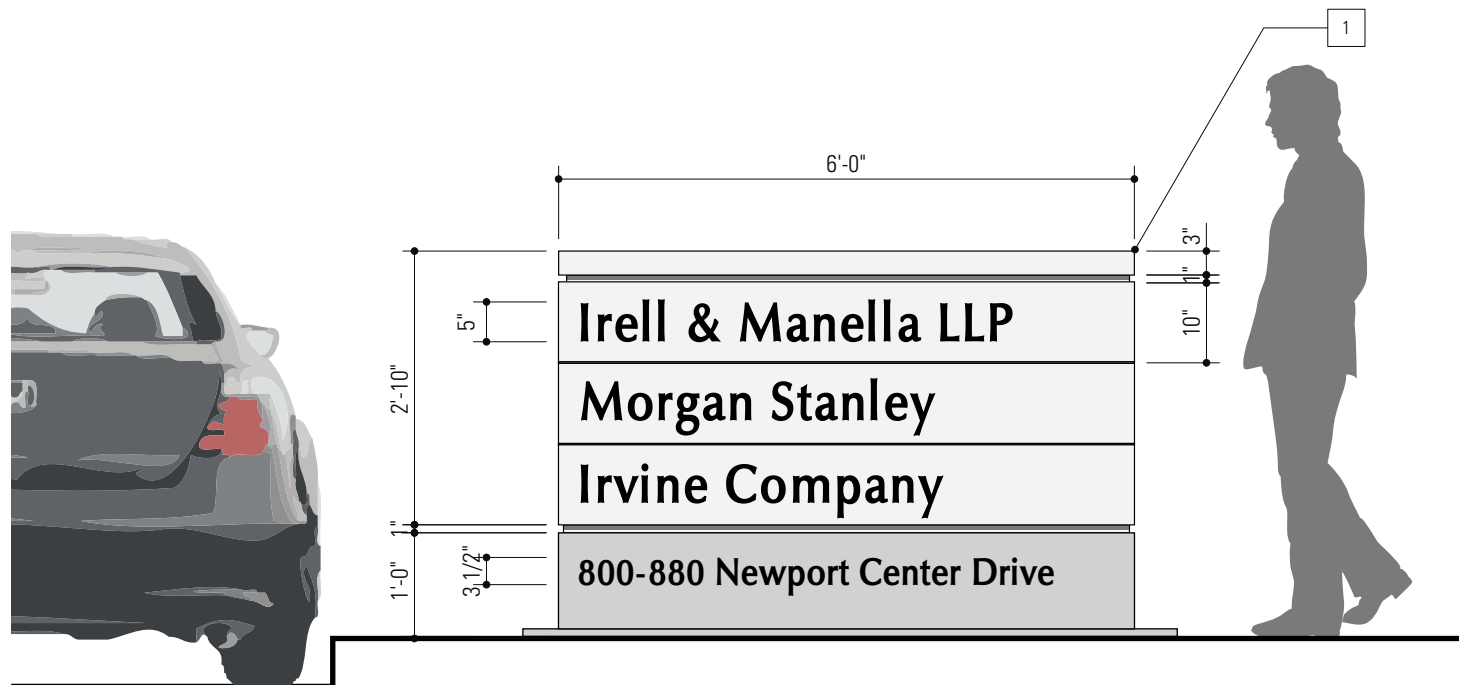 1
6'-0"
3"
1"
10"
5"
2'-10"
Irell & Manella LLP
Morgan Stanley
Irvine Company
1"
1'-0"
3 1/2"
800-880 Newport Center Drive